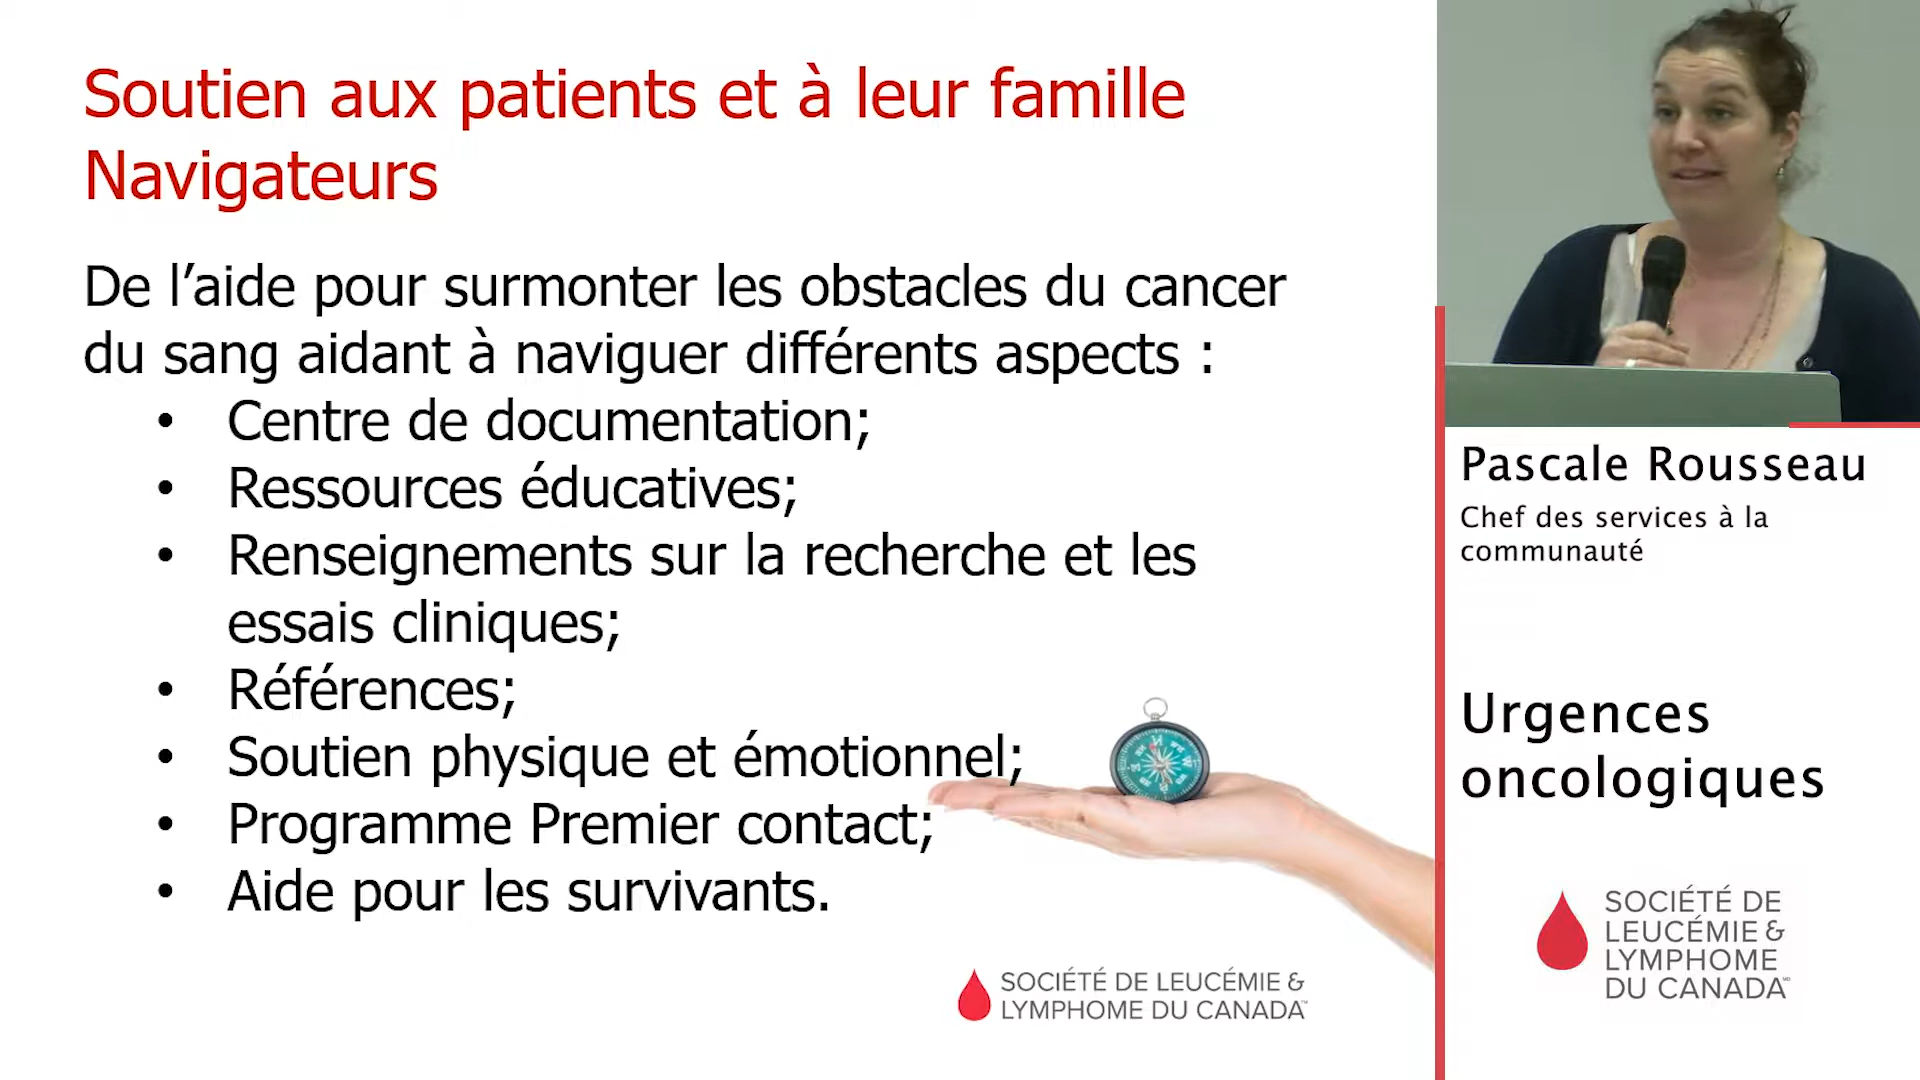 Soutien aux patients et à leur famille
Navigateurs
De l’aide pour surmonter les obstacles du cancer
du sang aidant à naviguer différents aspects :
• Centre de documentation;
• Ressources éducatives;
• Renseignements sur la recherche et les
essais cliniques;
• Références;
• Soutien physique et émotionnel;
• Programme Premier contact;
• Aide pour les survivants.
SOCIÉTÉ DE LEUCÉMIE &
LYMPHOME DU CANADA™
Pascale Rousseau
Chef des services à la
communauté
Urgences
oncologiques
SOCIÉTÉ DE
LEUCÉMIE &
LYMPHOME
DU CANADA